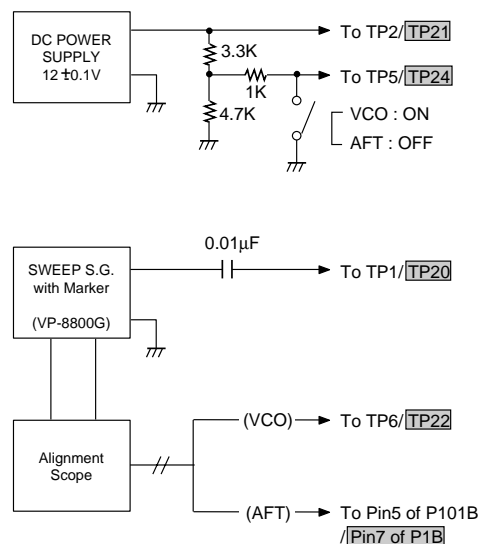 DC POWER
SUPPLY
12±0.1V
To TP2/TP21
3.3K
To TP5/TP24
1K
4.7K
VCO : ON
AFT : OFF
0.01µF
SWEEP S.G.
with Marker
(VP-8800G)
To TP1/TP20
Alignment
Scope
(VCO)
To TP6/TP22
(AFT)
To Pin5 of P101B
/Pin7 of P1B